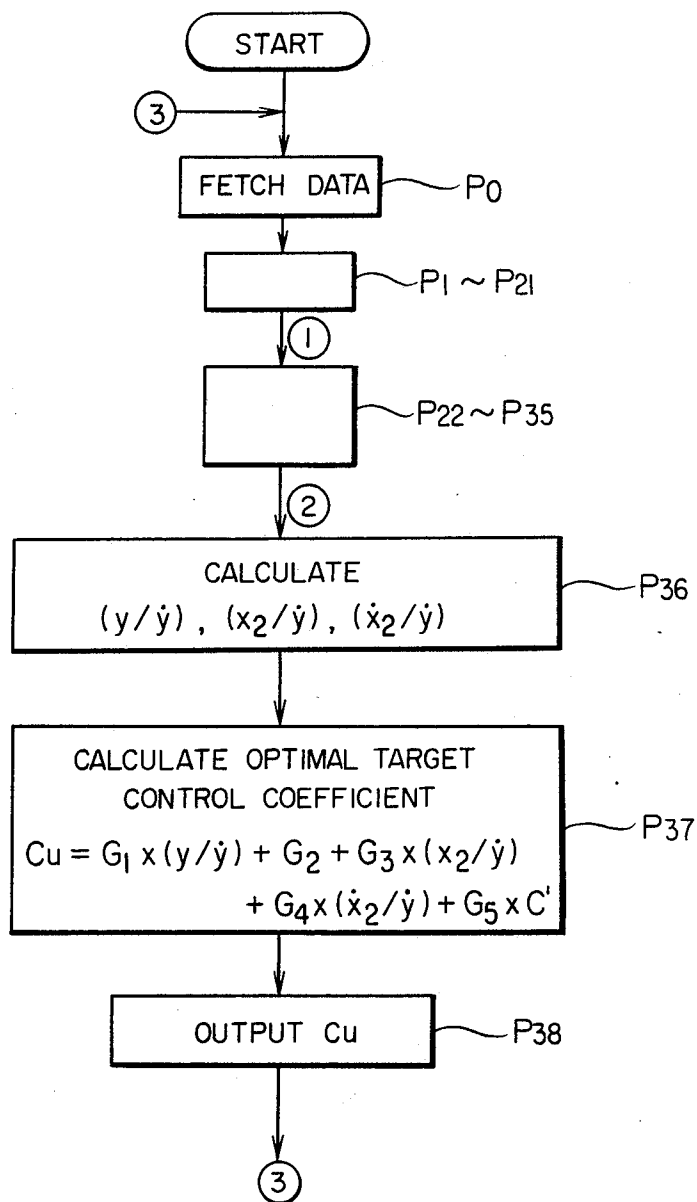 START
③
FETCH DATA P0
P1 ~ P21
①
P22 ~ P35
②
CALCULATE
(y/ẏ) , (x₂/ẏ), (ẋ₂/ẏ)
P36
CALCULATE OPTIMAL TARGET
CONTROL COEFFICIENT
Cu = G₁ x (y/ẏ) + G₂ + G₃ x (x₂/ẏ)
+ G₄ x (ẋ₂/ẏ) + G₅ x C'
P37
OUTPUT Cu P38
③